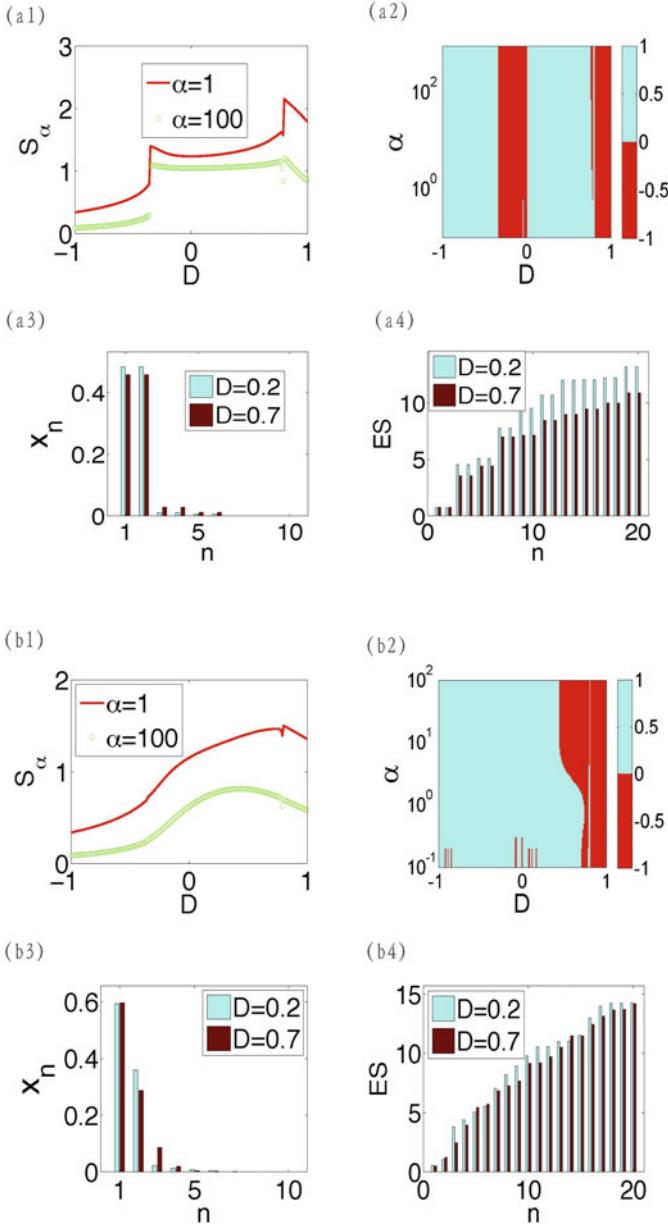 (a1)
3
2
1
0
-1
0
1
S_α
D
α=1
α=100
(a2)
10^2
10^0
-1
0
1
α
D
1
0.5
0
-0.5
-1
(a3)
0.4
0.2
0
1
5
10
x_n
n
D=0.2
D=0.7
(a4)
10
5
0
0
10
20
ES
n
D=0.2
D=0.7
(b1)
2
1
0
-1
0
1
S_α
D
α=1
α=100
(b2)
10^2
10^1
10^0
10^-1
-1
0
1
α
D
1
0.5
0
-0.5
-1
(b3)
0.6
0.4
0.2
0
1
5
10
x_n
n
D=0.2
D=0.7
(b4)
15
10
5
0
0
10
20
ES
n
D=0.2
D=0.7